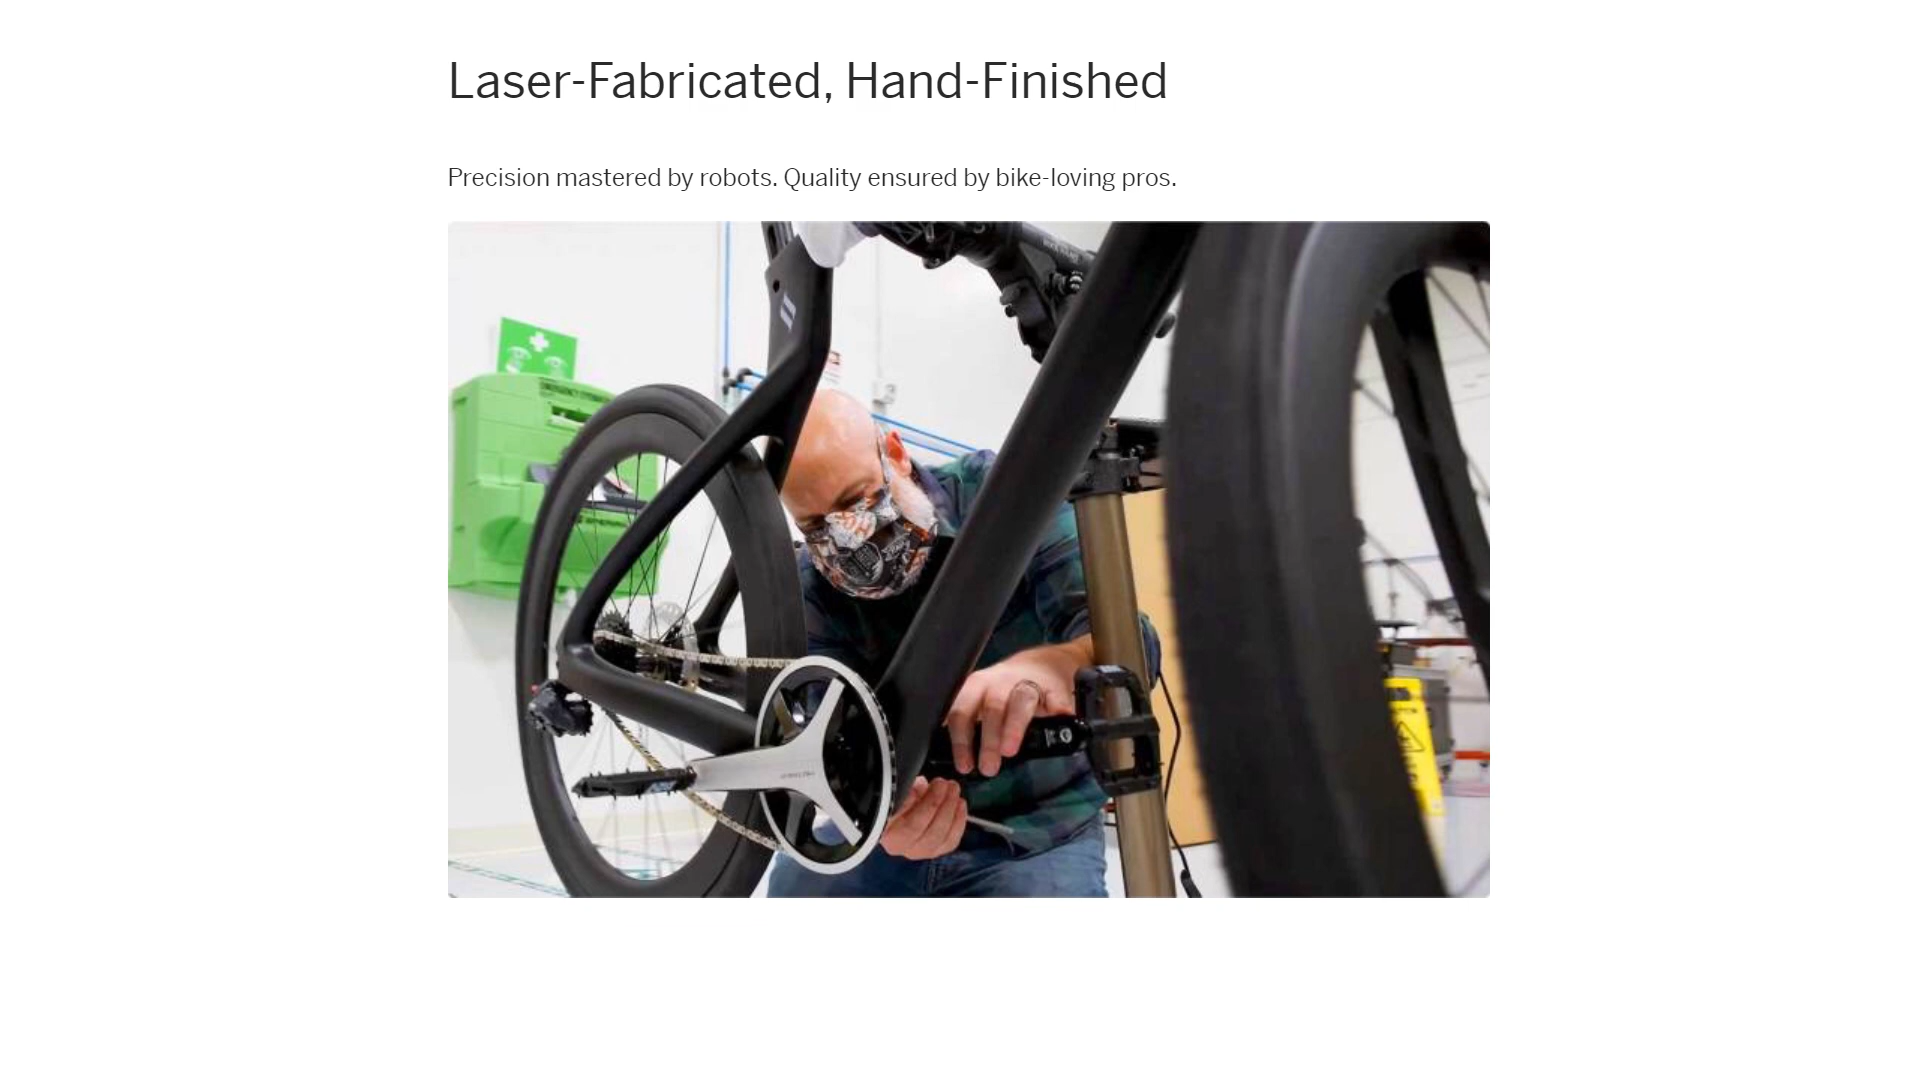 Laser-Fabricated, Hand-Finished
Precision mastered by robots. Quality ensured by bike-loving pros.